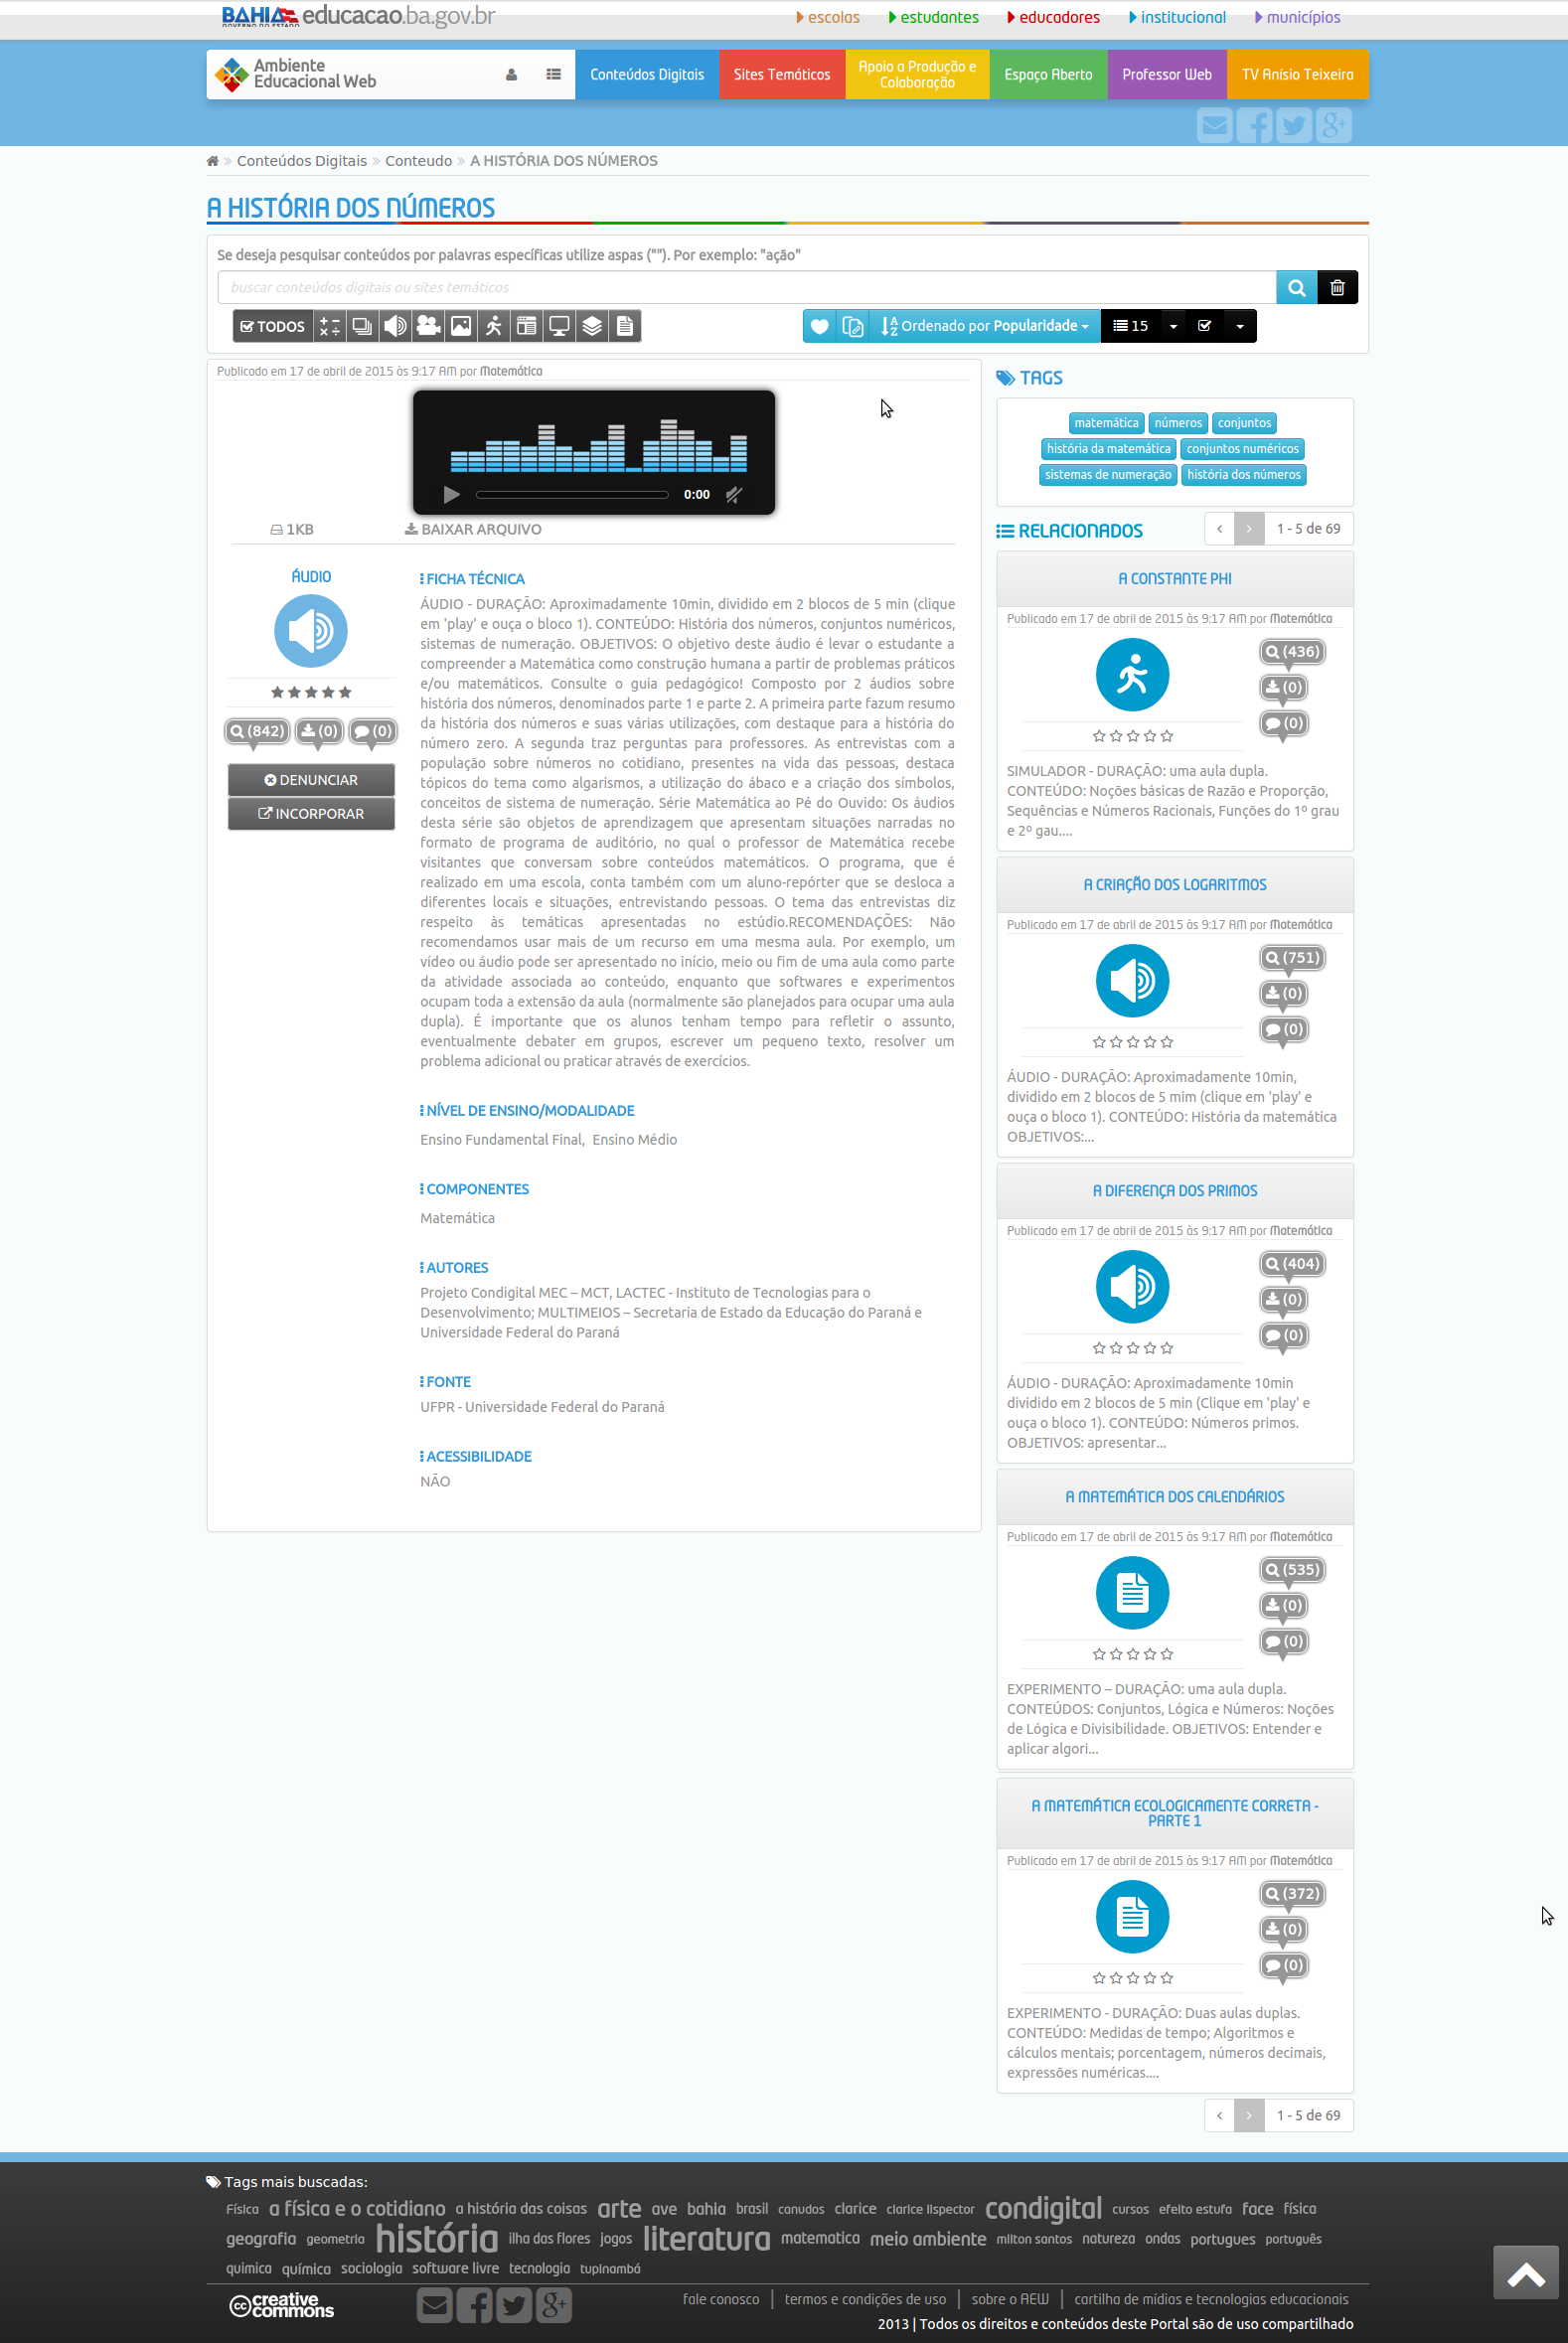 BAHIA educacao.ba.gov.br
GOVERNO DO ESTADO
escolas estudantes educadores institucional municípios
Ambiente
Educacional Web
Conteúdos Digitais
Sites Temáticos
Apoio a Produção e
Colaboração
Espaço Aberto
Professor Web
TV Anísio Teixeira
Conteúdos Digitais » Conteudo » A HISTÓRIA DOS NÚMEROS
A HISTÓRIA DOS NÚMEROS
Se deseja pesquisar conteúdos por palavras específicas utilize aspas (""). Por exemplo: "ação"
buscar conteúdos digitais ou sites temáticos
TODOS
Ordenado por Popularidade
15
Publicado em 17 de abril de 2015 às 9:17 AM por Matemática
0:00
1KB
BAIXAR ARQUIVO
ÁUDIO
(842) (0) (0)
DENUNCIAR
INCORPORAR
FICHA TÉCNICA
ÁUDIO - DURAÇÃO: Aproximadamente 10min, dividido em 2 blocos de 5 min (clique
em 'play' e ouça o bloco 1). CONTEÚDO: História dos números, conjuntos numéricos,
sistemas de numeração. OBJETIVOS: O objetivo deste áudio é levar o estudante a
compreender a Matemática como construção humana a partir de problemas práticos
e/ou matemáticos. Consulte o guia pedagógico! Composto por 2 áudios sobre
história dos números, denominados parte 1 e parte 2. A primeira parte fazum resumo
da história dos números e suas várias utilizações, com destaque para a história do
número zero. A segunda traz perguntas para professores. As entrevistas com a
população sobre números no cotidiano, presentes na vida das pessoas, destaca
tópicos do tema como algarismos, a utilização do ábaco e a criação dos símbolos,
conceitos de sistema de numeração. Série Matemática ao Pé do Ouvido: Os áudios
desta série são objetos de aprendizagem que apresentam situações narradas no
formato de programa de auditório, no qual o professor de Matemática recebe
visitantes que conversam sobre conteúdos matemáticos. O programa, que é
realizado em uma escola, conta também com um aluno-repórter que se desloca a
diferentes locais e situações, entrevistando pessoas. O tema das entrevistas diz
respeito às temáticas apresentadas no estúdio.RECOMENDAÇÕES: Não
recomendamos usar mais de um recurso em uma mesma aula. Por exemplo, um
vídeo ou áudio pode ser apresentado no início, meio ou fim de uma aula como parte
da atividade associada ao conteúdo, enquanto que softwares e experimentos
ocupam toda a extensão da aula (normalmente são planejados para ocupar uma aula
dupla). É importante que os alunos tenham tempo para refletir o assunto,
eventualmente debater em grupos, escrever um pequeno texto, resolver um
problema adicional ou praticar através de exercícios.
NÍVEL DE ENSINO/MODALIDADE
Ensino Fundamental Final, Ensino Médio
COMPONENTES
Matemática
AUTORES
Projeto Condigital MEC – MCT, LACTEC - Instituto de Tecnologias para o
Desenvolvimento; MULTIMEIOS – Secretaria de Estado da Educação do Paraná e
Universidade Federal do Paraná
FONTE
UFPR - Universidade Federal do Paraná
ACESSIBILIDADE
NÃO
TAGS
matemática números conjuntos
história da matemática conjuntos numéricos
sistemas de numeração história dos números
RELACIONADOS
1 - 5 de 69
A CONSTANTE PHI
Publicado em 17 de abril de 2015 às 9:17 AM por Matemática
(436)
(0)
(0)
SIMULADOR - DURAÇÃO: uma aula dupla.
CONTEÚDO: Noções básicas de Razão e Proporção,
Sequências e Números Racionais, Funções do 1º grau
e 2º gau....
A CRIAÇÃO DOS LOGARITMOS
Publicado em 17 de abril de 2015 às 9:17 AM por Matemática
(751)
(0)
(0)
ÁUDIO - DURAÇÃO: Aproximadamente 10min,
dividido em 2 blocos de 5 mim (clique em 'play' e
ouça o bloco 1). CONTEÚDO: História da matemática
OBJETIVOS:...
A DIFERENÇA DOS PRIMOS
Publicado em 17 de abril de 2015 às 9:17 AM por Matemática
(404)
(0)
(0)
ÁUDIO - DURAÇÃO: Aproximadamente 10min
dividido em 2 blocos de 5 min (Clique em 'play' e
ouça o bloco 1). CONTEÚDO: Números primos.
OBJETIVOS: apresentar...
A MATEMÁTICA DOS CALENDÁRIOS
Publicado em 17 de abril de 2015 às 9:17 AM por Matemática
(535)
(0)
(0)
EXPERIMENTO – DURAÇÃO: uma aula dupla.
CONTEÚDOS: Conjuntos, Lógica e Números: Noções
de Lógica e Divisibilidade. OBJETIVOS: Entender e
aplicar algori...
A MATEMÁTICA ECOLOGICAMENTE CORRETA -
PARTE 1
Publicado em 17 de abril de 2015 às 9:17 AM por Matemática
(372)
(0)
(0)
EXPERIMENTO - DURAÇÃO: Duas aulas duplas.
CONTEÚDO: Medidas de tempo; Algoritmos e
cálculos mentais; porcentagem, números decimais,
expressões numéricas....
1 - 5 de 69
Tags mais buscadas:
Física a física e o cotidiano a história das coisas arte ave bahia brasil canudos clarice clarice lispector condigital cursos efeito estufa face física
geografia geometria história ilha das flores jogos literatura matematica meio ambiente milton santos natureza ondas portugues português
quimica química sociologia software livre tecnologia tupinambá
cc creative
commons
fale conosco | termos e condições de uso | sobre o AEW | cartilha de mídias e tecnologias educacionais
2013 | Todos os direitos e conteúdos deste Portal são de uso compartilhado